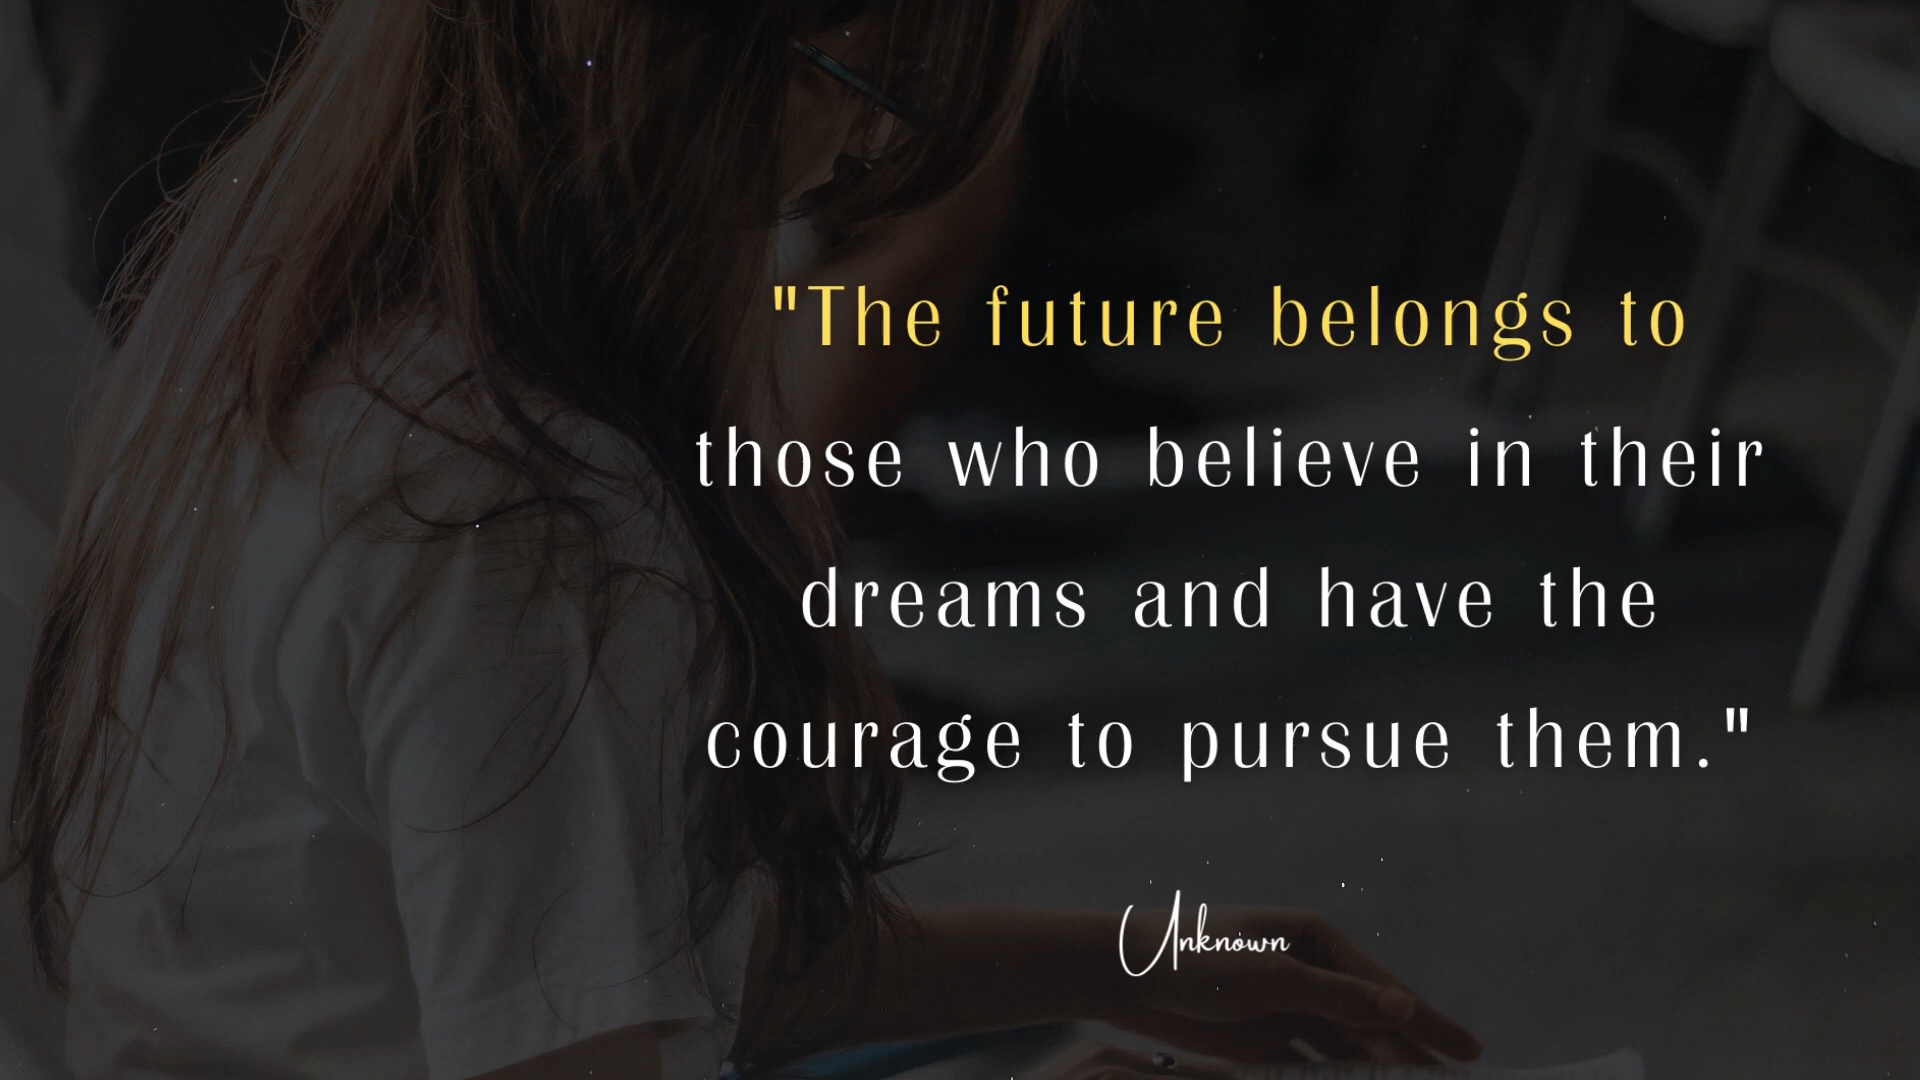 "The future belongs to
those who believe in their
dreams and have the
courage to pursue them."
Unknown